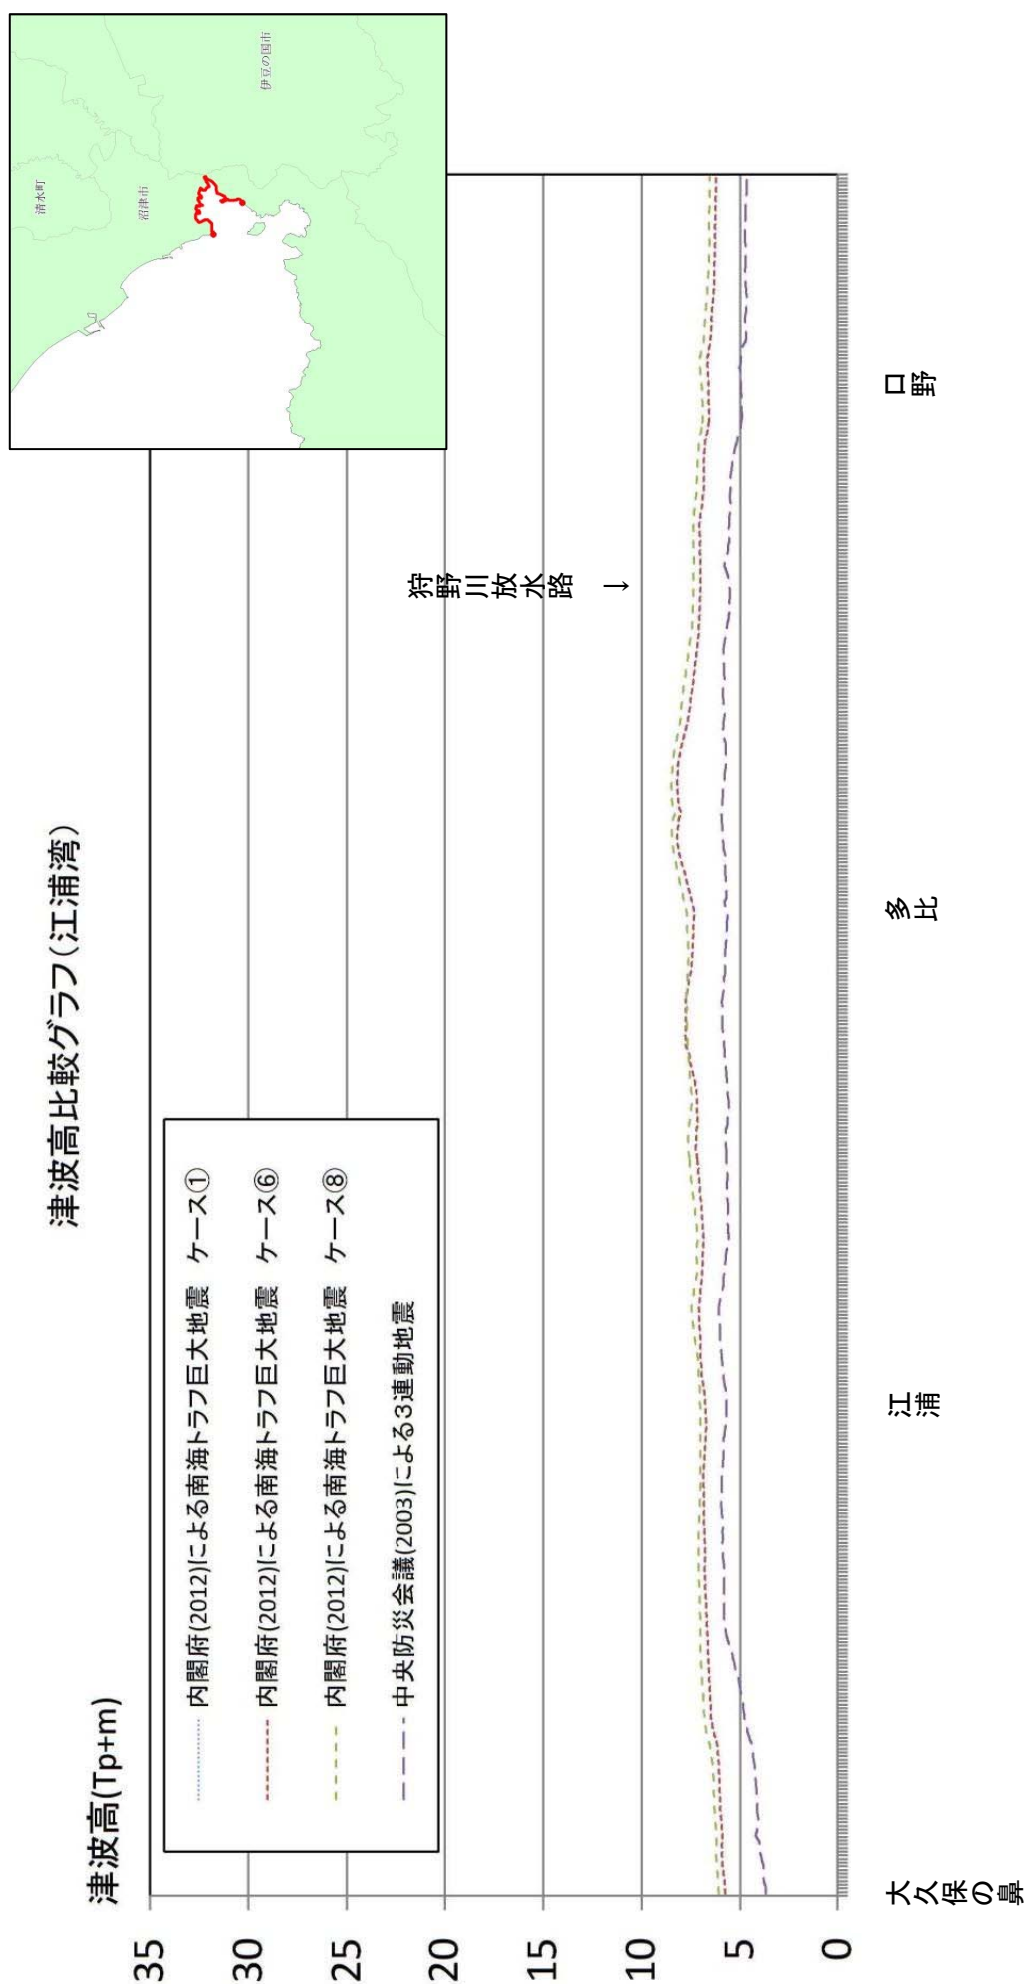 津波高比較グラフ（江浦湾）
津波高(Tp+m)
35
30
25
20
15
10
5
0
内閣府(2012)による南海トラフ巨大地震　ケース①
内閣府(2012)による南海トラフ巨大地震　ケース⑥
内閣府(2012)による南海トラフ巨大地震　ケース⑧
中央防災会議(2003)による３連動地震
狩野川放水路　↓
大久保の鼻
江浦
多比
口野
清水町
沼津市
伊豆の国市